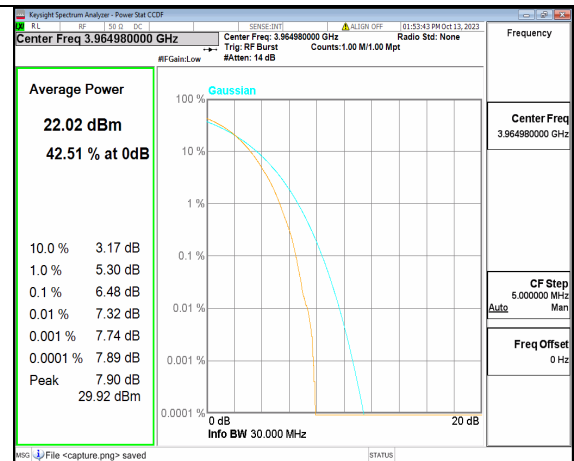 Keysight Spectrum Analyzer - Power Stat CCDF
RL RF 50 Ω DC SENSE:INT ALIGN OFF 01:53:43 PM Oct 13, 2023
Center Freq 3.964980000 GHz
Center Freq: 3.964980000 GHz Radio Std: None
Trig: RF Burst Counts:1.00 M/1.00 Mpt
#IFGain:Low #Atten: 14 dB
Frequency
Average Power
22.02 dBm
42.51 % at 0dB
10.0 % 3.17 dB
1.0 % 5.30 dB
0.1 % 6.48 dB
0.01 % 7.32 dB
0.001 % 7.74 dB
0.0001 % 7.89 dB
Peak 7.90 dB
29.92 dBm
Gaussian
100 %
10 %
1 %
0.1 %
0.01 %
0.001 %
0.0001 %
0 dB 20 dB
Info BW 30.000 MHz
Center Freq
3.964980000 GHz
CF Step
5.000000 MHz
Auto Man
Freq Offset
0 Hz
MSG File <capture.png> saved STATUS